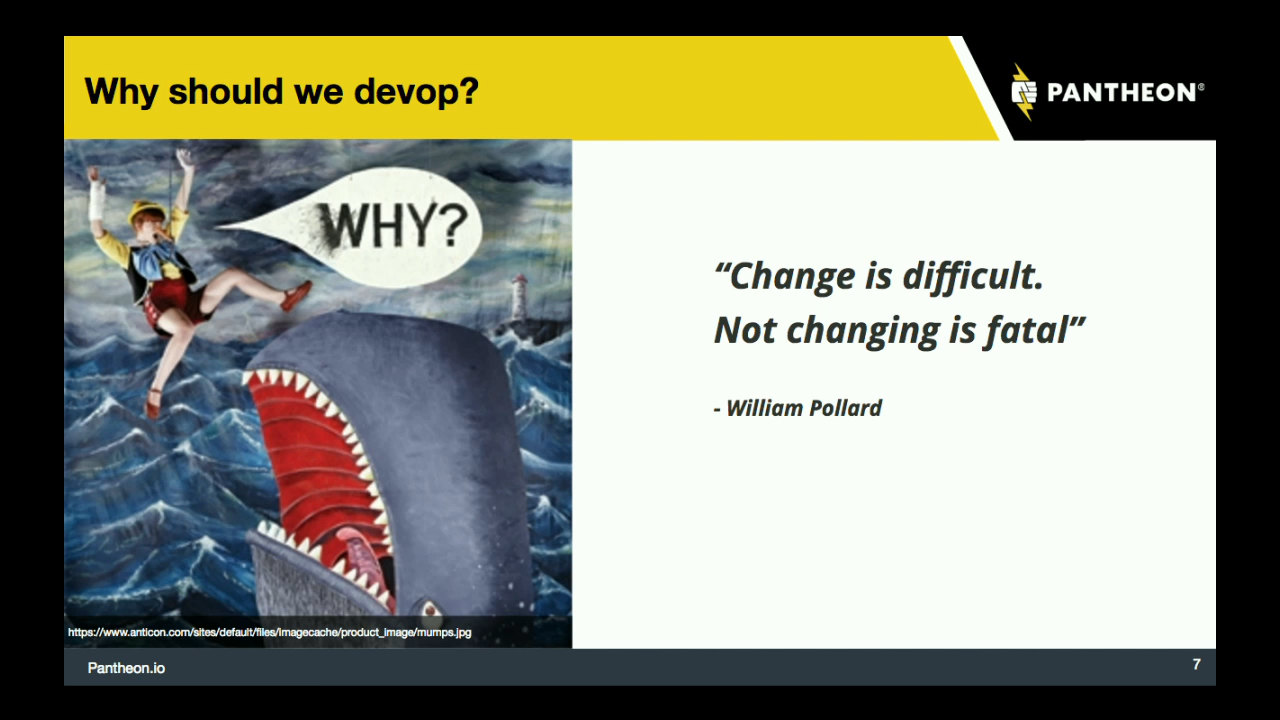 Why should we devop?
PANTHEON®
WHY?
“Change is difficult.
Not changing is fatal”
- William Pollard
https://www.anticon.com/sites/default/files/imagecache/product_image/mumps.jpg
Pantheon.io
7